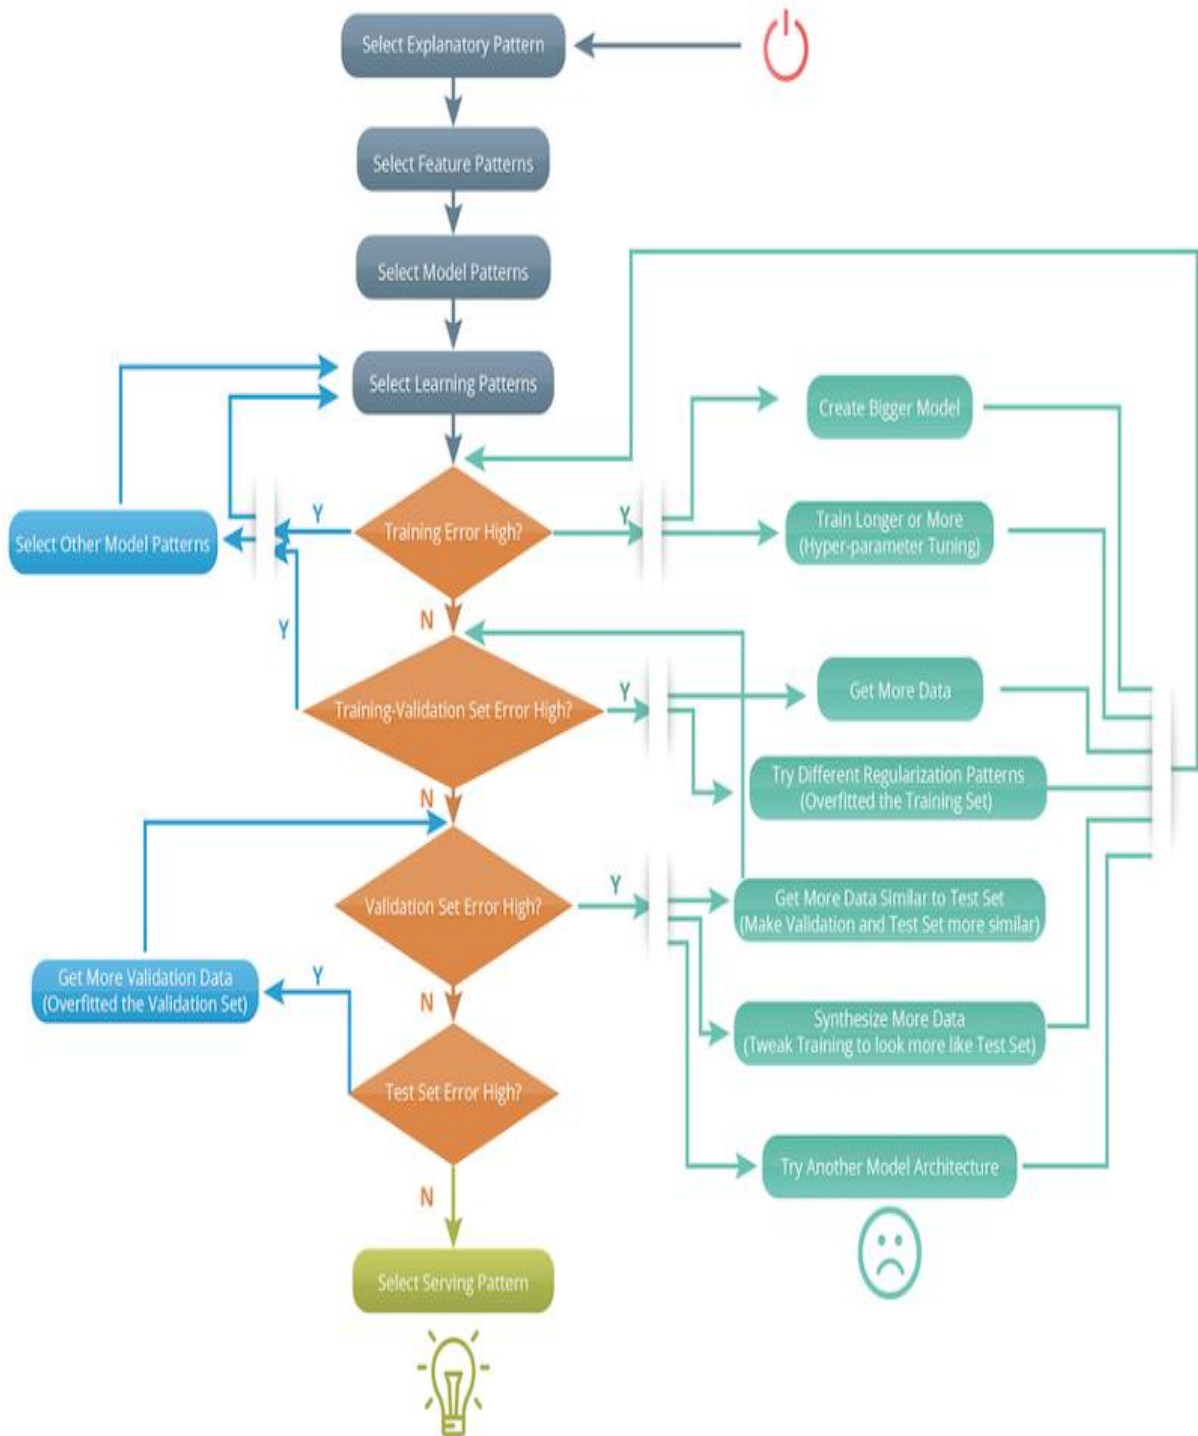 Select Explanatory Pattern
Select Feature Patterns
Select Model Patterns
Select Learning Patterns
Create Bigger Model
Y
Training Error High?
Y
Train Longer or More
(Hyper-parameter Tuning)
Select Other Model Patterns
N
Y
Training-Validation Set Error High?
Y
Get More Data
Try Different Regularization Patterns
(Overfitted the Training Set)
N
Validation Set Error High?
Y
Get More Data Similar to Test Set
(Make Validation and Test Set more similar)
Get More Validation Data
(Overfitted the Validation Set)
Y
N
Synthesize More Data
(Tweak Training to look more like Test Set)
Test Set Error High?
Try Another Model Architecture
N
Select Serving Pattern